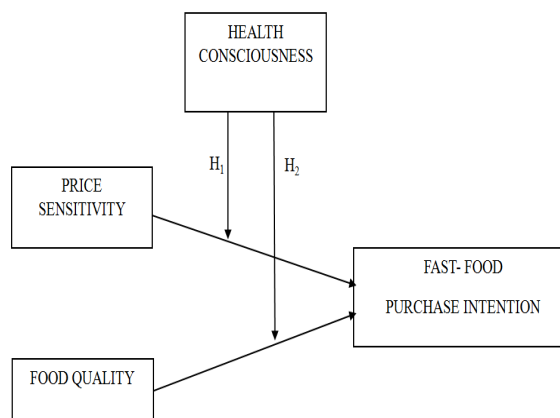 HEALTH
CONSCIOUSNESS
H₁
H₂
PRICE
SENSITIVITY
FAST- FOOD
PURCHASE INTENTION
FOOD QUALITY